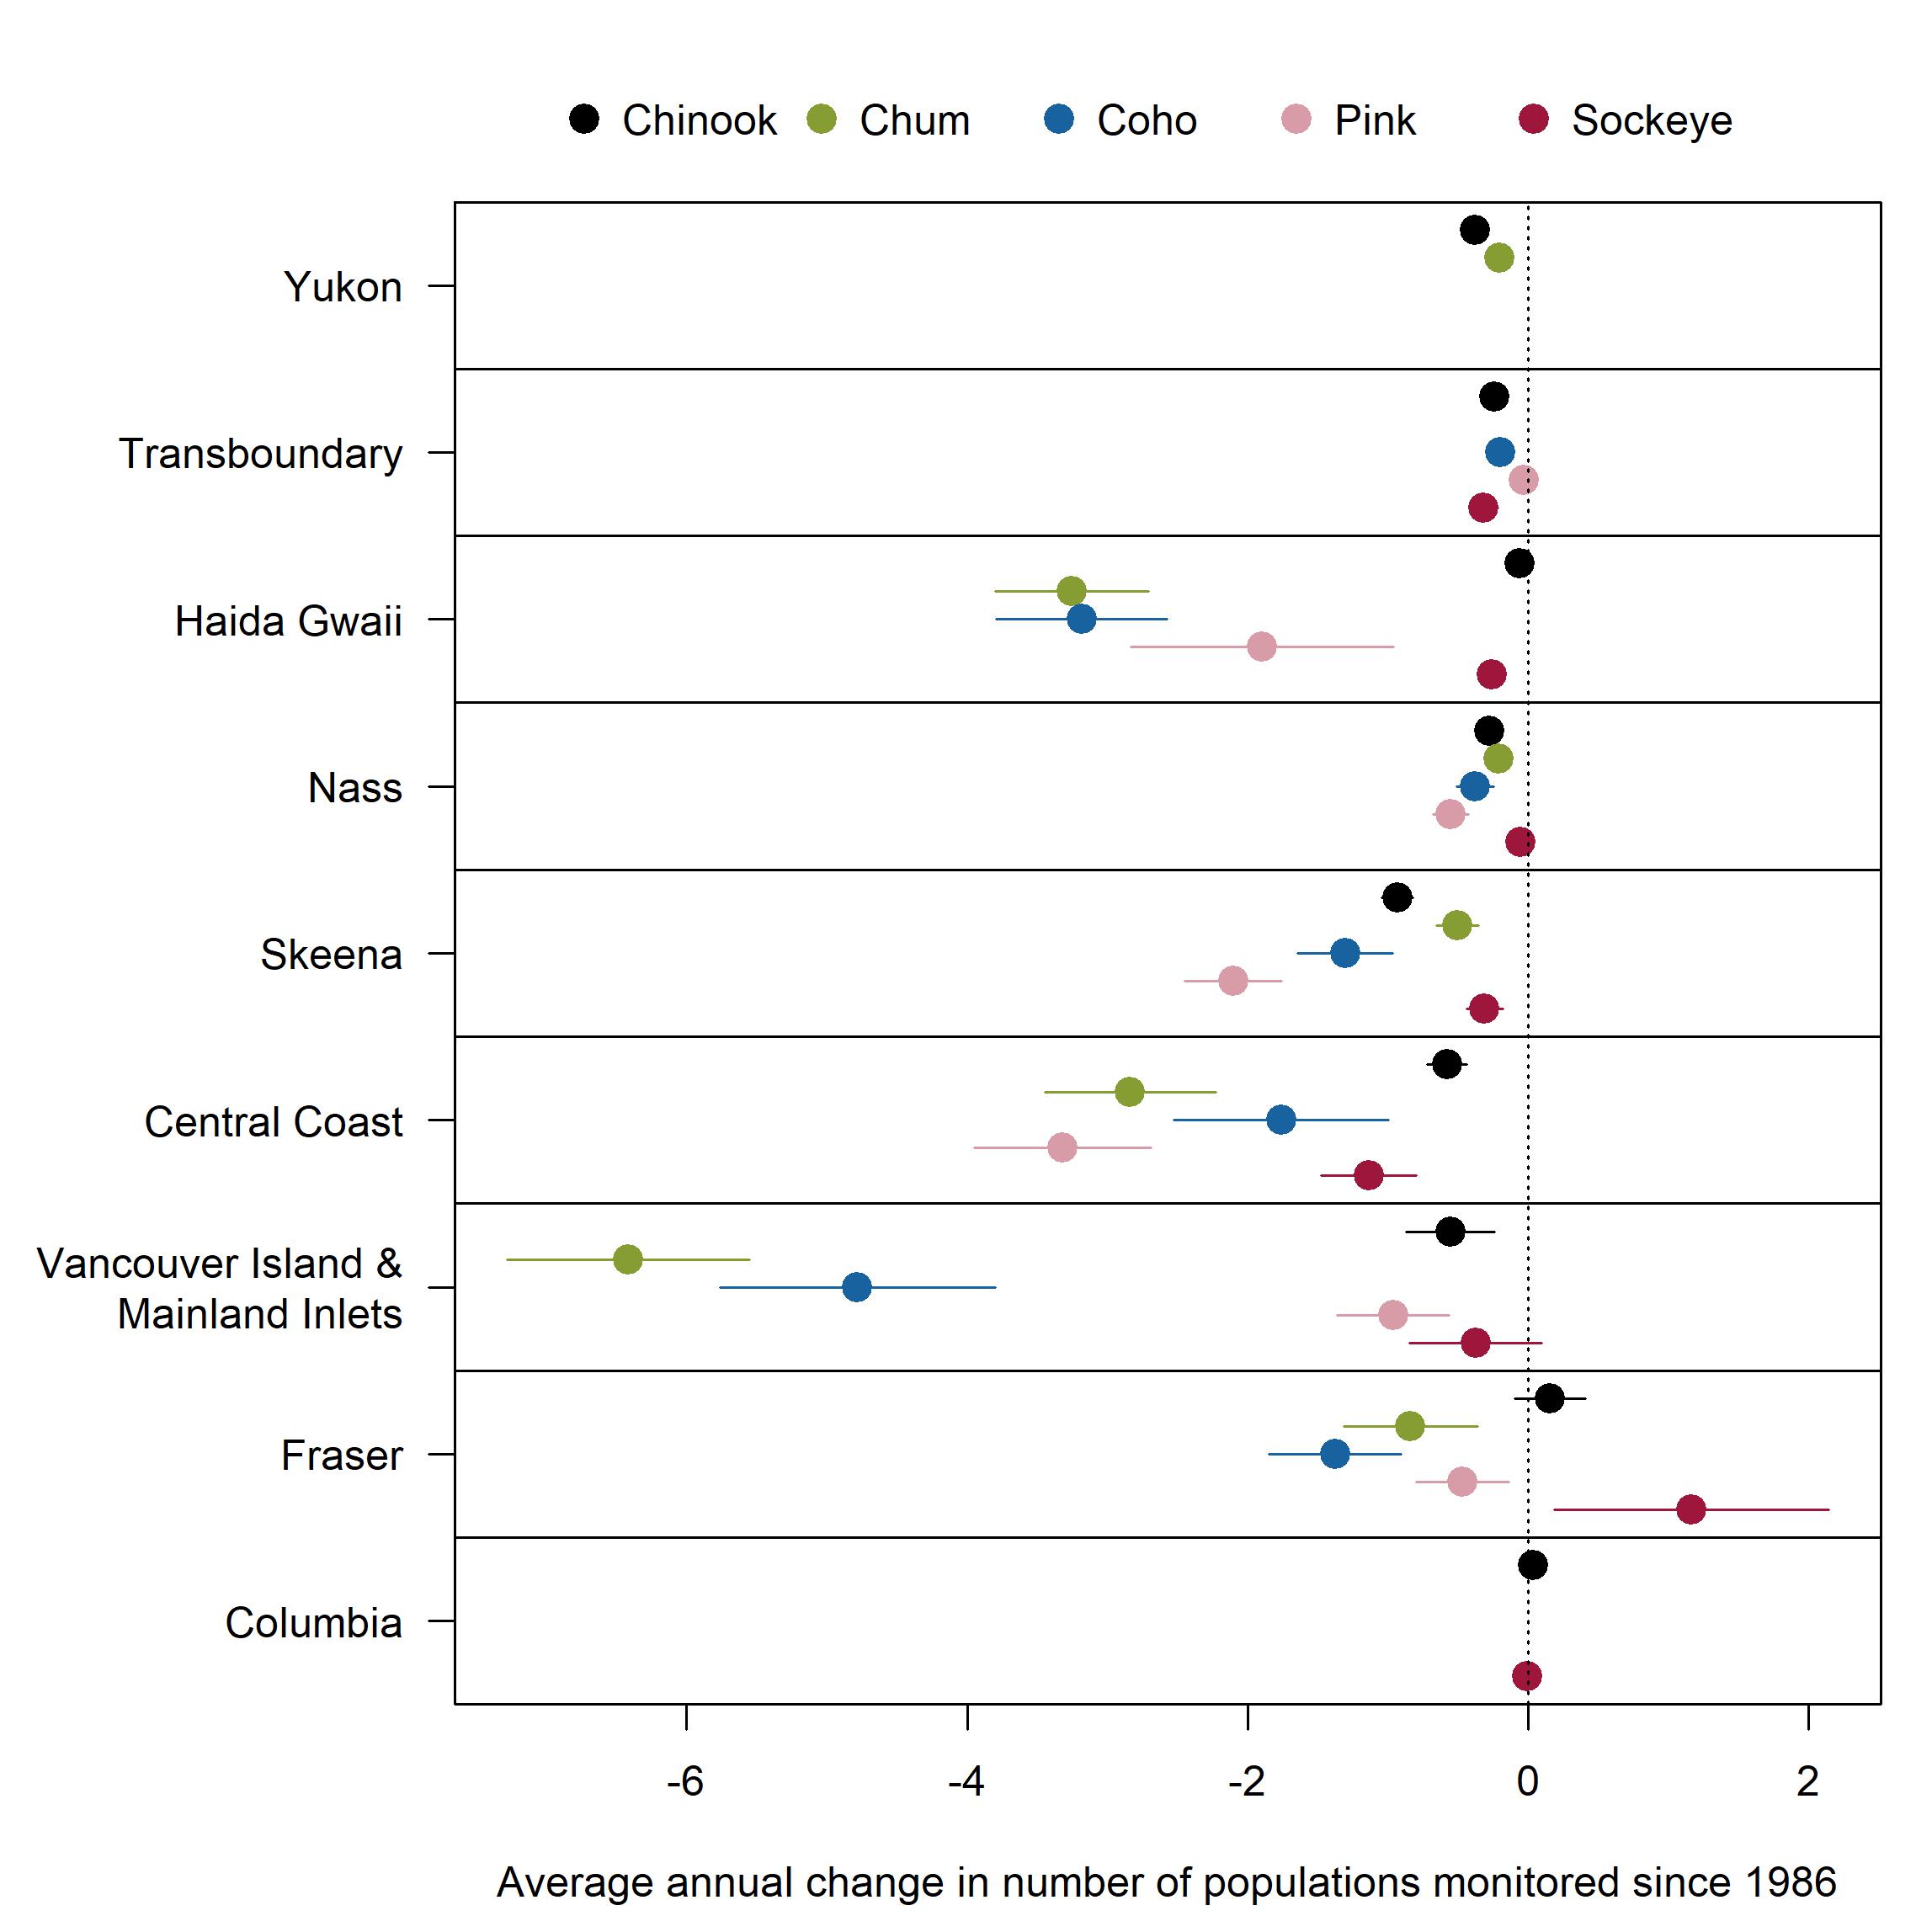 Chinook Chum Coho Pink Sockeye
Yukon
Transboundary
Haida Gwaii
Nass
Skeena
Central Coast
Vancouver Island &
Mainland Inlets
Fraser
Columbia
-6 -4 -2 0 2
Average annual change in number of populations monitored since 1986